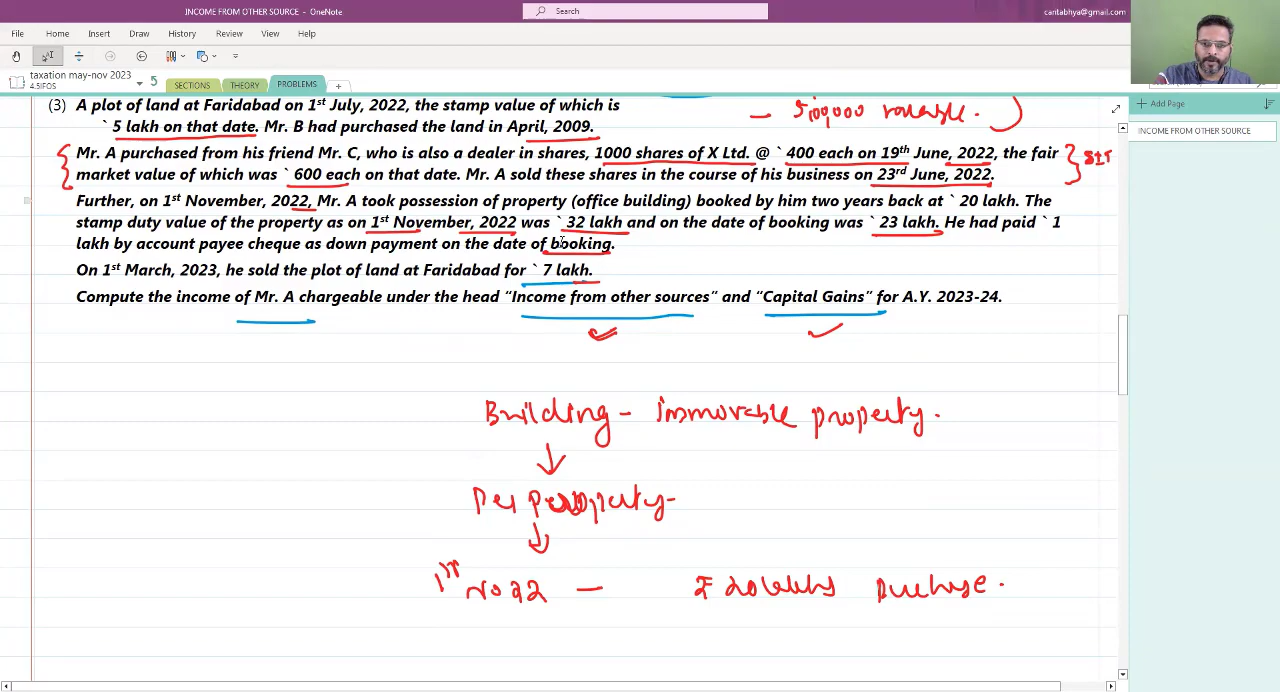 INCOME FROM OTHER SOURCE - OneNote
Search
cantabhya@gmail.com
File Home Insert Draw History Review View Help
taxation may-nov 2023
4.5IFOS
SECTIONS THEORY PROBLEMS
Add Page
INCOME FROM OTHER SOURCE
(3) A plot of land at Faridabad on 1st July, 2022, the stamp value of which is
` 5 lakh on that date. Mr. B had purchased the land in April, 2009.
Mr. A purchased from his friend Mr. C, who is also a dealer in shares, 1000 shares of X Ltd. @ ` 400 each on 19th June, 2022, the fair
market value of which was ` 600 each on that date. Mr. A sold these shares in the course of his business on 23rd June, 2022.
Further, on 1st November, 2022, Mr. A took possession of property (office building) booked by him two years back at ` 20 lakh. The
stamp duty value of the property as on 1st November, 2022 was ` 32 lakh and on the date of booking was ` 23 lakh. He had paid ` 1
lakh by account payee cheque as down payment on the date of booking.
On 1st March, 2023, he sold the plot of land at Faridabad for ` 7 lakh.
Compute the income of Mr. A chargeable under the head “Income from other sources” and “Capital Gains” for A.Y. 2023-24.
Building - immovable property.
Per